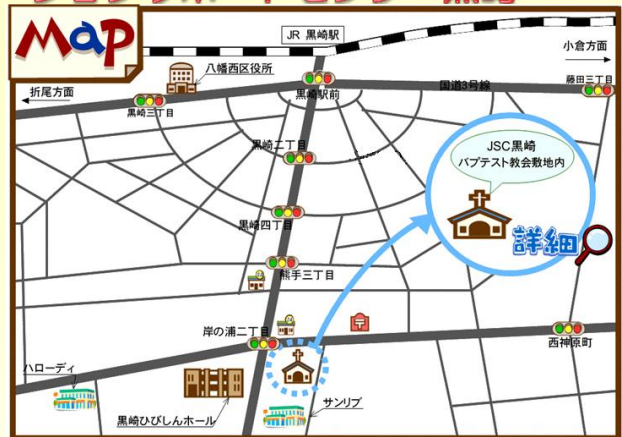 Map
JR 黒崎駅
小倉方面
八幡西区役所
国道3号線
藤田三丁目
折尾方面
黒崎駅前
黒崎三丁目
JSC黒崎
バプテスト教会敷地内
黒崎二丁目
黒崎四丁目
詳細
熊手三丁目
岸の浦二丁目
西神原町
ハローデイ
サンリブ
黒崎ひびしんホール